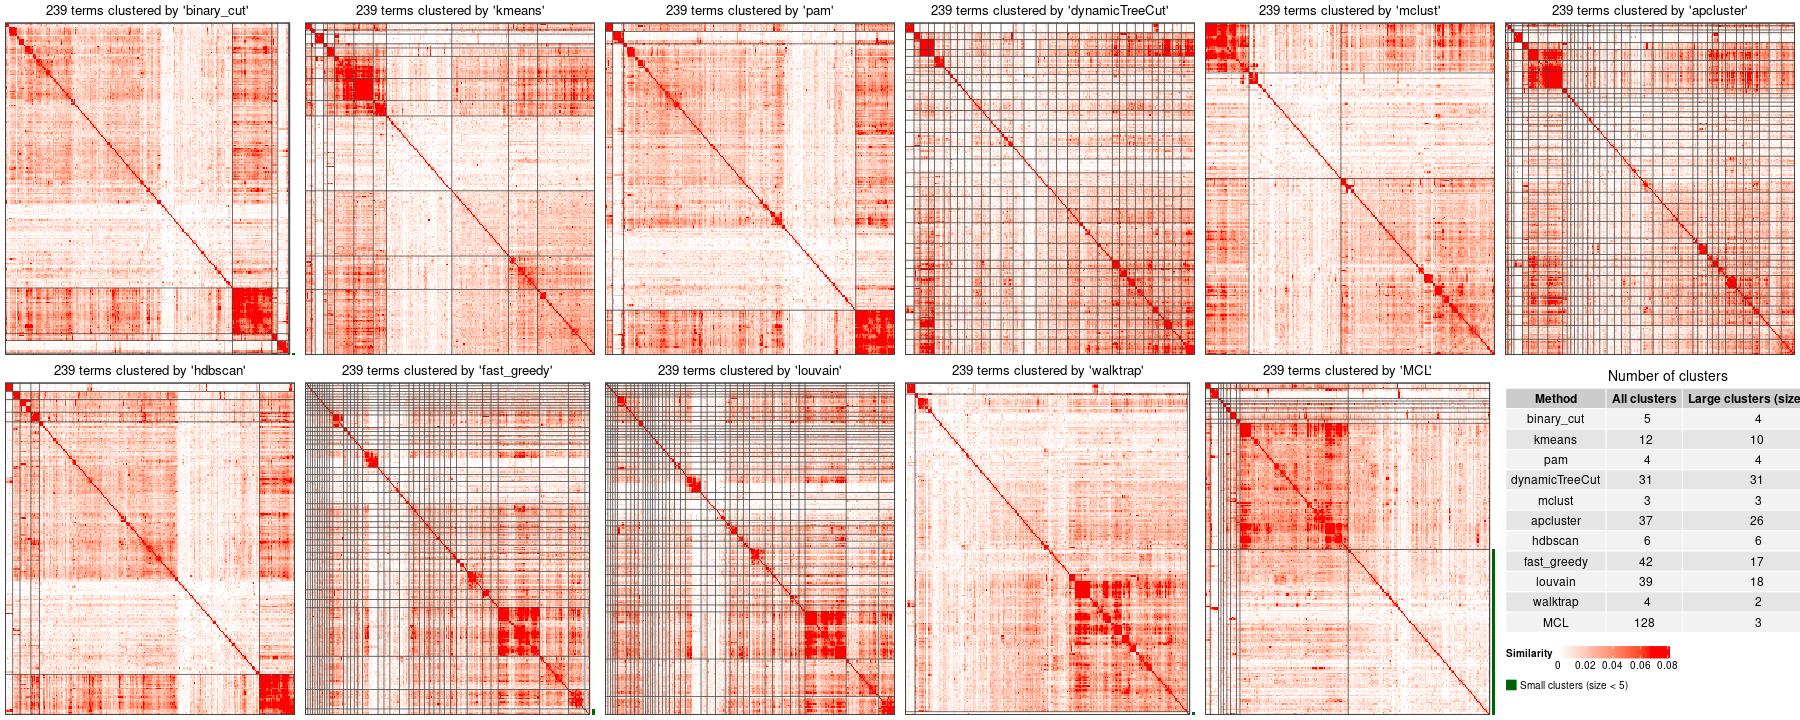 239 terms clustered by 'binary_cut'
239 terms clustered by 'kmeans'
239 terms clustered by 'pam'
239 terms clustered by 'dynamicTreeCut'
239 terms clustered by 'mclust'
239 terms clustered by 'apcluster'
239 terms clustered by 'hdbscan'
239 terms clustered by 'fast_greedy'
239 terms clustered by 'louvain'
239 terms clustered by 'walktrap'
239 terms clustered by 'MCL'
Number of clusters
Method All clusters Large clusters (size
binary_cut 5 4
kmeans 12 10
pam 4 4
dynamicTreeCut 31 31
mclust 3 3
apcluster 37 26
hdbscan 6 6
fast_greedy 42 17
louvain 39 18
walktrap 4 2
MCL 128 3
Similarity
0 0.02 0.04 0.06 0.08
Small clusters (size < 5)